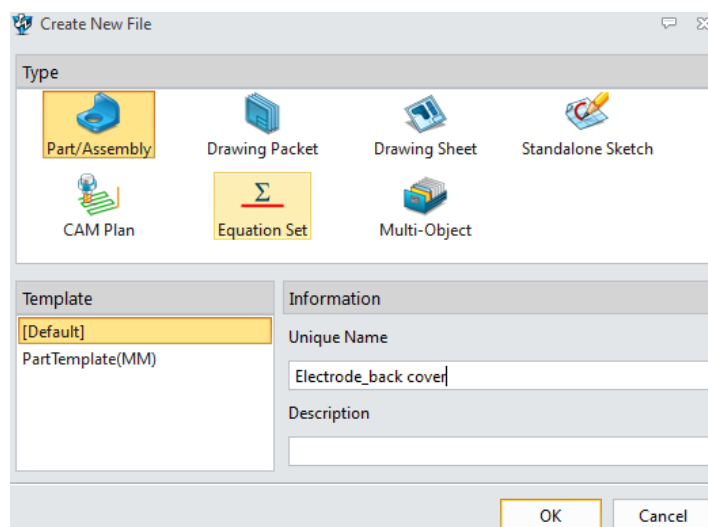 Create New File
Type
Part/Assembly Drawing Packet Drawing Sheet Standalone Sketch
CAM Plan Equation Set Multi-Object
Template
[Default]
PartTemplate(MM)
Information
Unique Name
Electrode_back cover
Description
OK Cancel